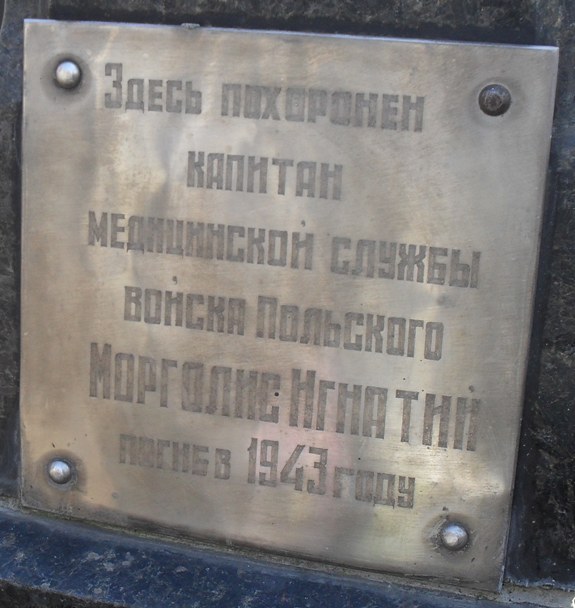 Здесь похоронен
капитан
медицинской службы
войска Польского
Морголис Игнатий
погиб в 1943 году